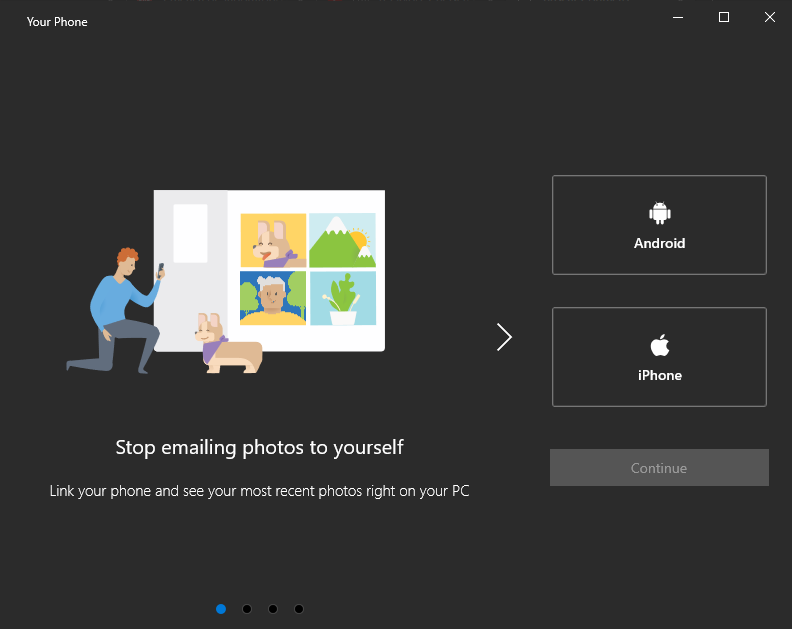 Your Phone
Android
iPhone
Stop emailing photos to yourself
Continue
Link your phone and see your most recent photos right on your PC